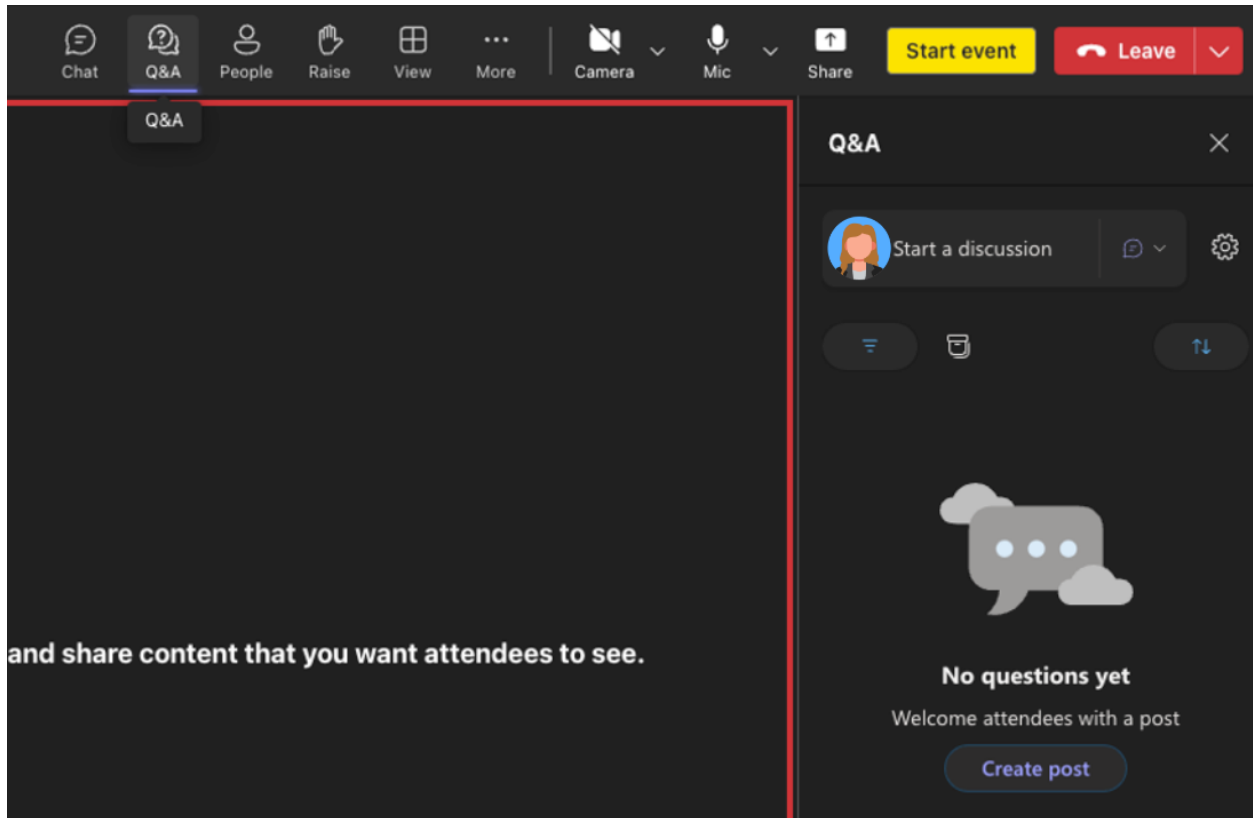 Chat Q&A People Raise View More Camera Mic Share Start event Leave
Q&A
Q&A
Start a discussion
and share content that you want attendees to see.
No questions yet
Welcome attendees with a post
Create post